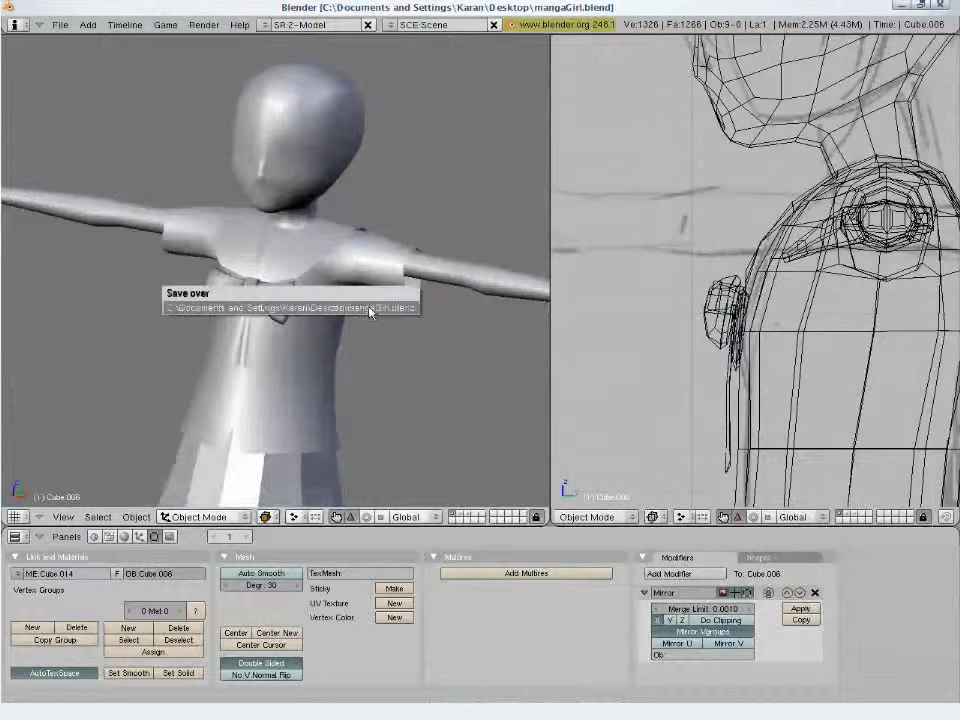 Blender [C:\Documents and Settings\Karan\Desktop\mangaGirl.blend]
File Add Timeline Game Render Help SR:2-Model SCE:Scene www.blender.org 246.1 Ve:1326 | Fa:1266 | Ob:9-0 | La:1 | Mem:2.25M (4.43M) | Time: | Cube.006
Save over
C:\Documents and Settings\Karan\Desktop\mangaGirl.blend
(1) Cube.006
(1) Cube.006
View Select Object Object Mode Global
Object Mode Global
Panels 1
Link and Materials
ME:Cube.014 F OB:Cube.006
Vertex Groups
0 Mat 0 ?
New Delete New Delete
Copy Group Select Deselect
Assign
AutoTexSpace Set Smooth Set Solid
Mesh
Auto Smooth
Degr: 30
TexMesh:
Sticky Make
UV Texture New
Vertex Color New
Center Center New
Center Cursor
Double Sided
No V.Normal Flip
Multires
Add Multires
Modifiers Shapes
Add Modifier To: Cube.006
Mirror
Merge Limit: 0.0010 Apply
X Y Z Do Clipping Copy
Mirror Vgroups
Mirror U Mirror V
Ob: